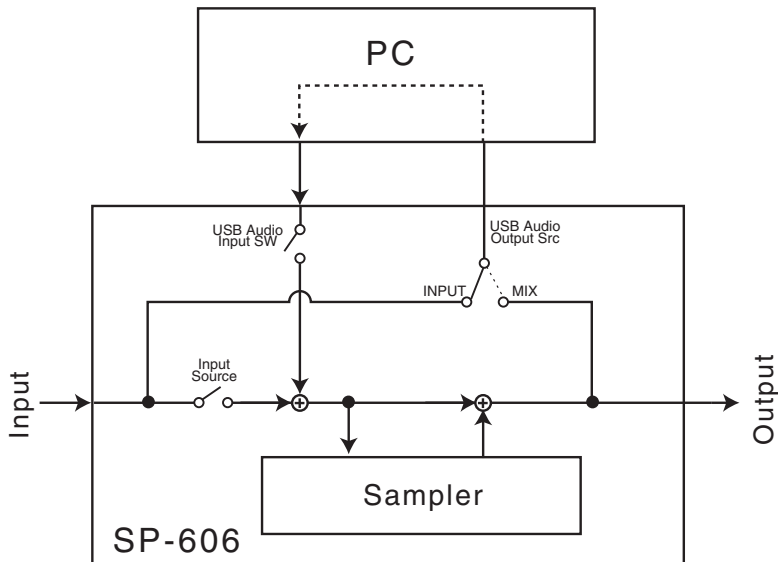 PC
USB Audio
Input SW
USB Audio
Output Src
INPUT
MIX
Input
Source
Input
Output
Sampler
SP-606